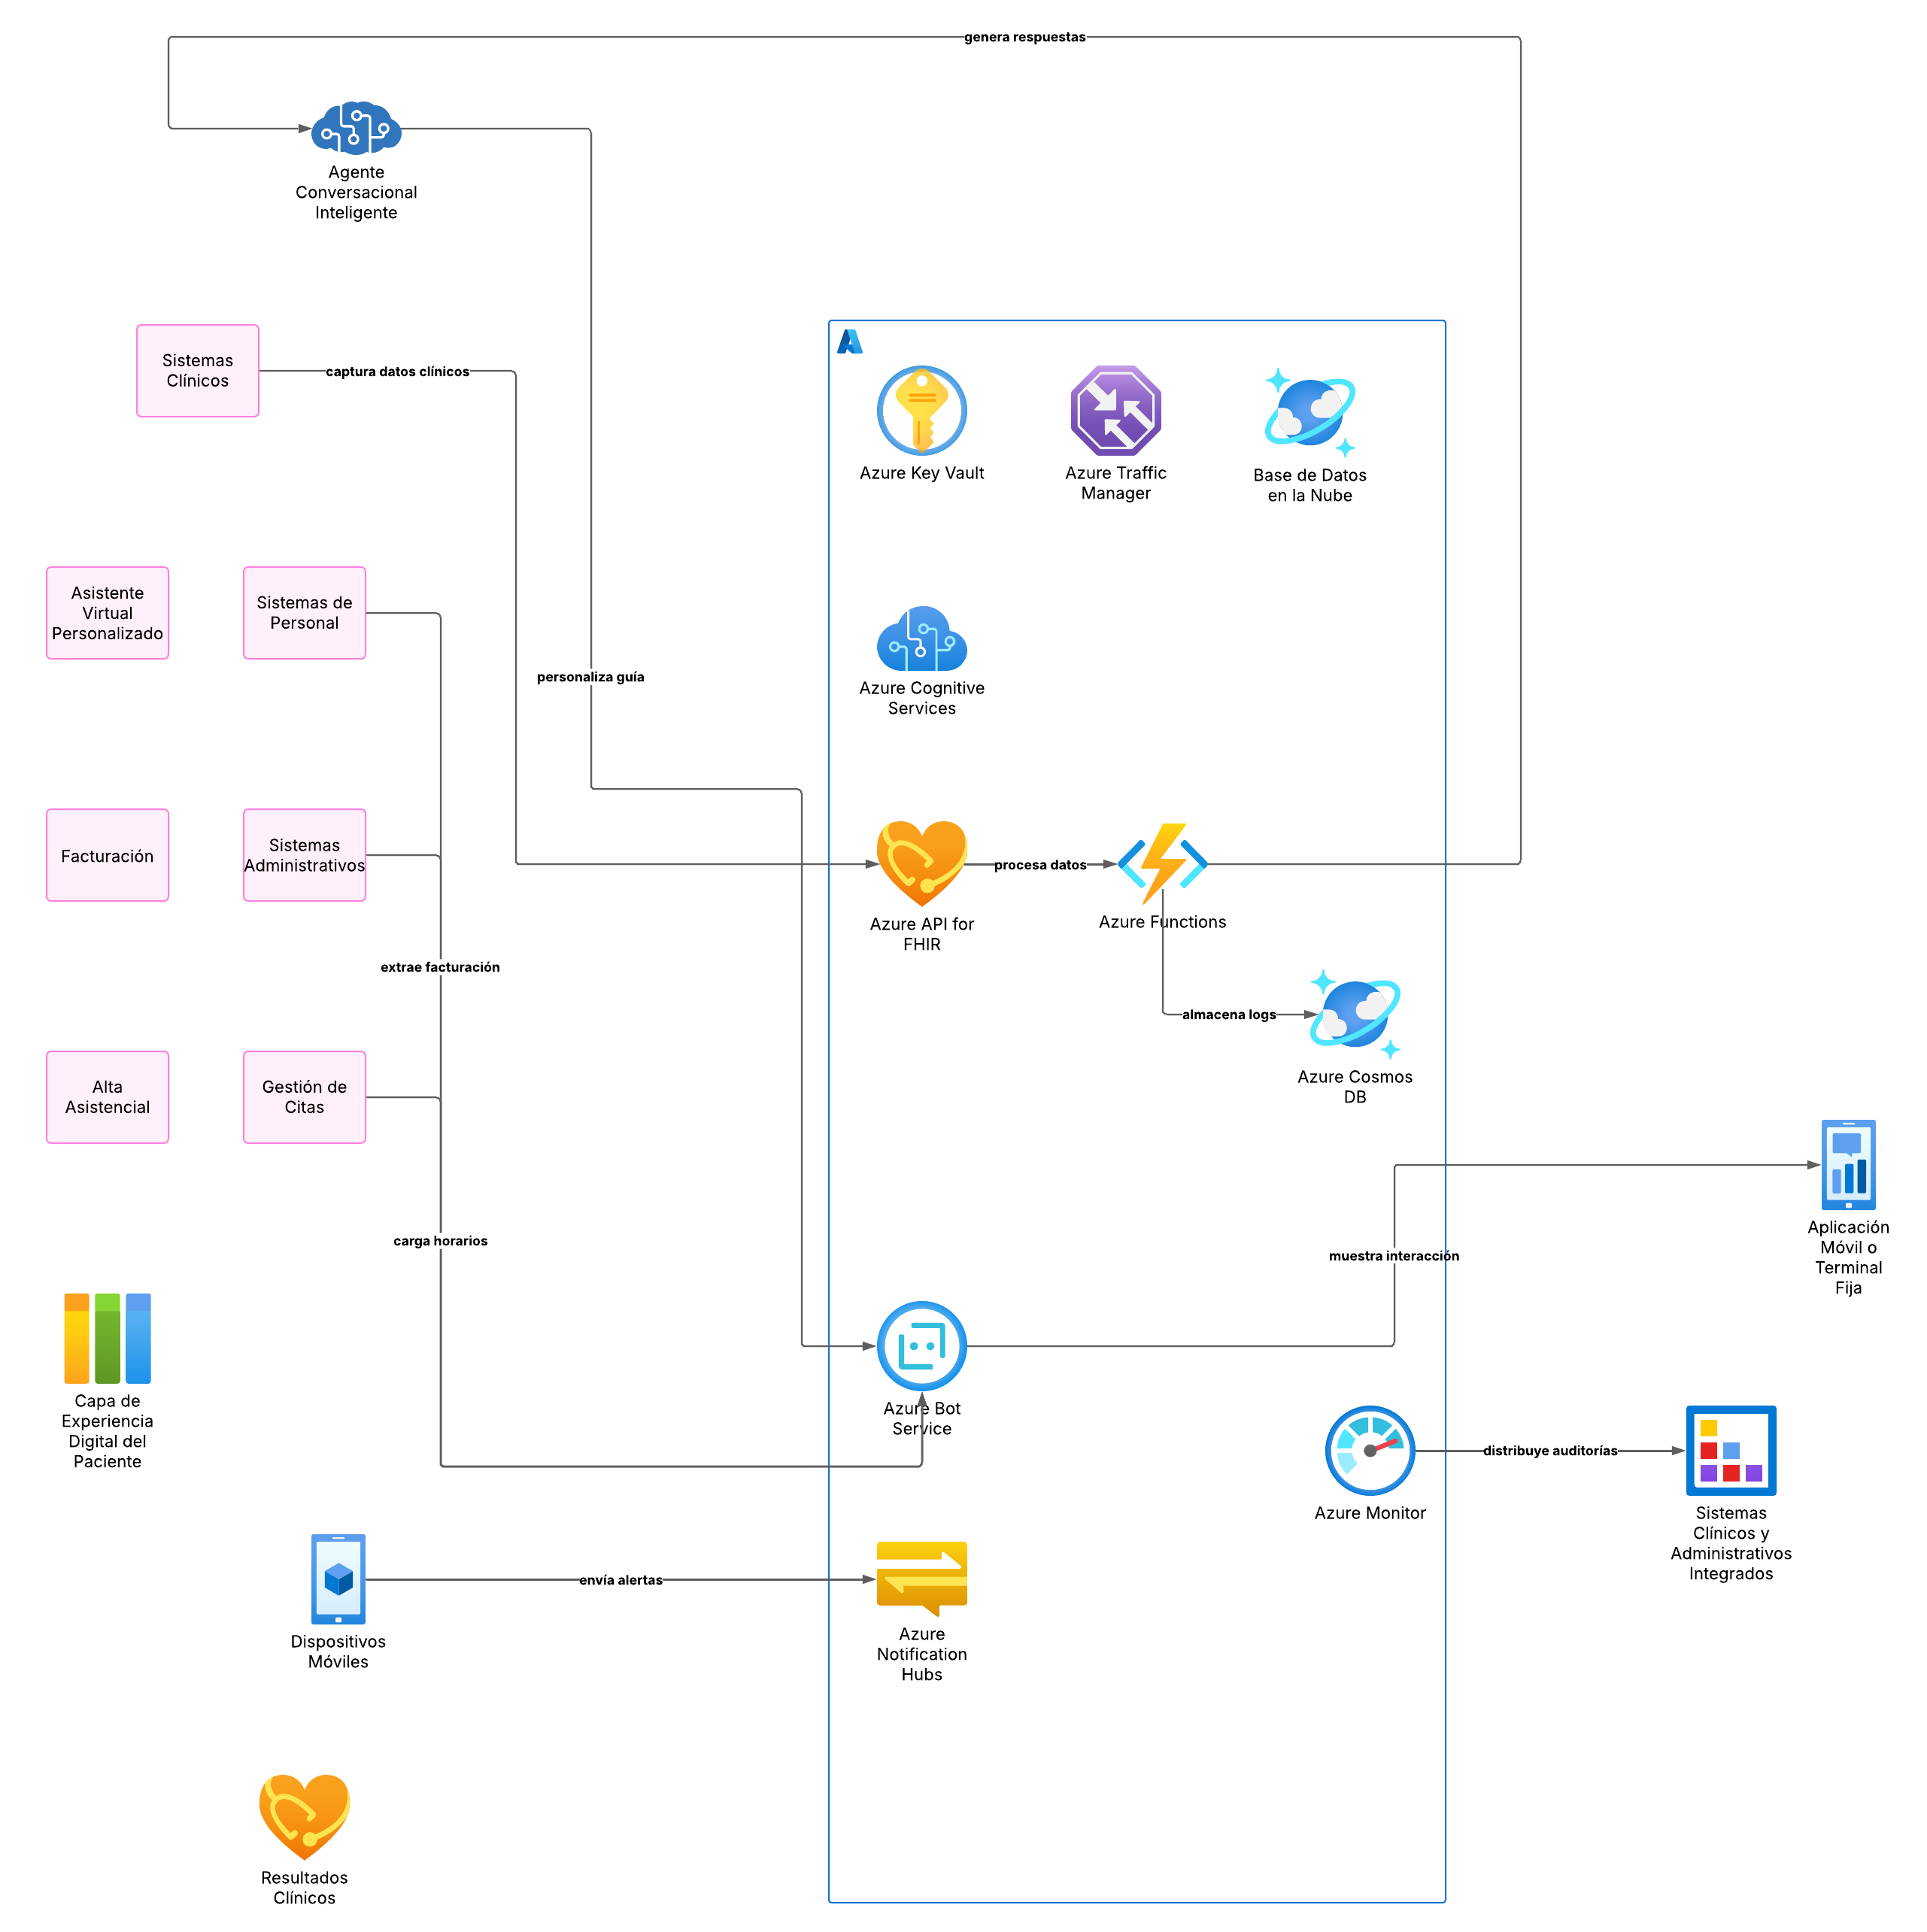 genera respuestas
Agente
Conversacional
Inteligente
Sistemas
Clínicos
captura datos clínicos
Azure Key Vault
Azure Traffic
Manager
Base de Datos
en la Nube
Asistente
Virtual
Personalizado
Sistemas de
Personal
personaliza guía
Azure Cognitive
Services
Facturación
Sistemas
Administrativos
Azure API for
FHIR
procesa datos
Azure Functions
extrae facturación
almacena logs
Azure Cosmos
DB
Alta
Asistencial
Gestión de
Citas
carga horarios
muestra interacción
Aplicación
Móvil o
Terminal
Fija
Capa de
Experiencia
Digital del
Paciente
Azure Bot
Service
Azure Monitor
distribuye auditorías
Sistemas
Clínicos y
Administrativos
Integrados
Dispositivos
Móviles
envía alertas
Azure
Notification
Hubs
Resultados
Clínicos